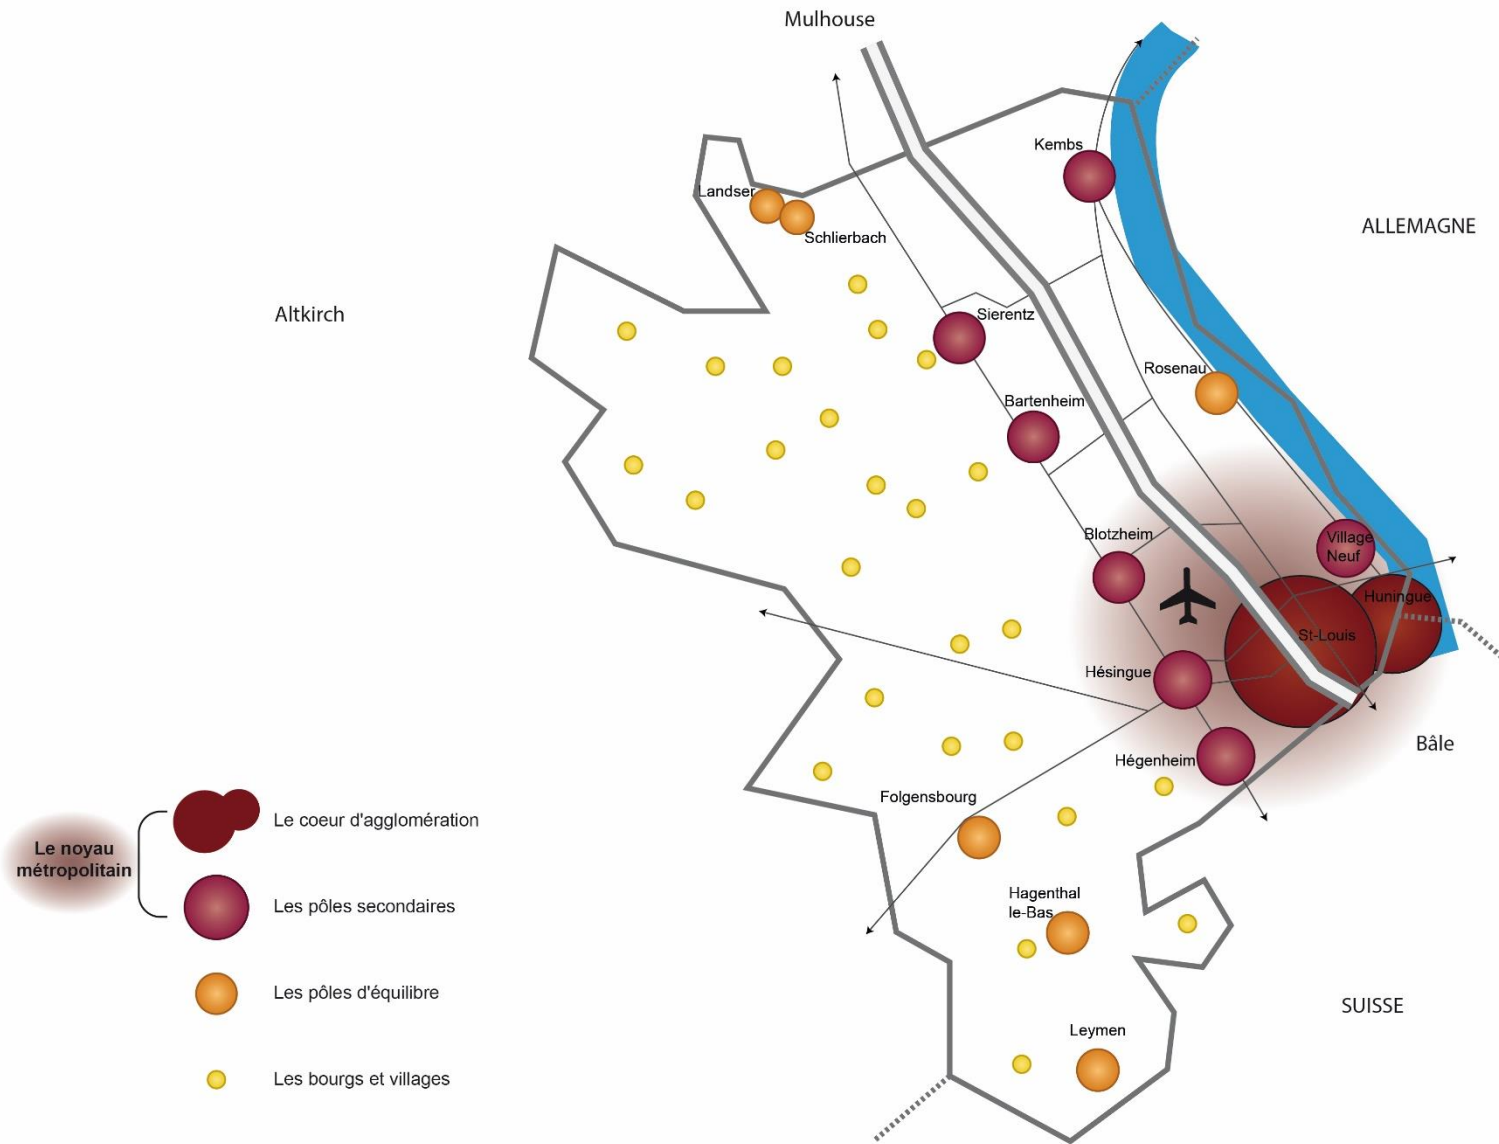 Mulhouse
Kembs
Landser
ALLEMAGNE
Schlierbach
Altkirch
Sierentz
Rosenau
Bartenheim
Blotzheim
Village
Neuf
Huningue
St-Louis
Hésingue
Bâle
Hégenheim
Folgensbourg
Hagenthal
le-Bas
SUISSE
Leymen
Le noyau
métropolitain
Le coeur d'agglomération
Les pôles secondaires
Les pôles d'équilibre
Les bourgs et villages